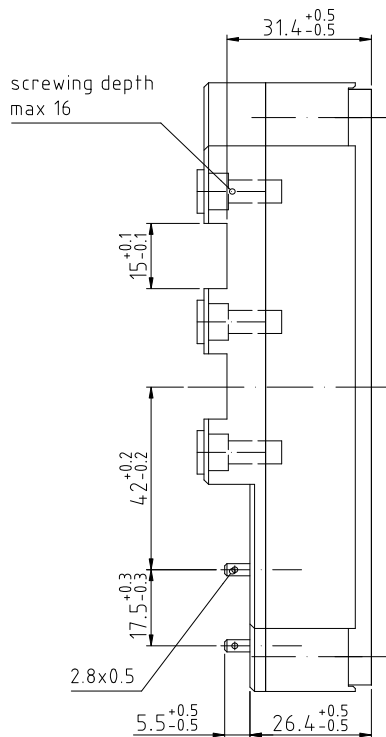 31.4 +0.5 -0.5
screwing depth
max 16
15 +0.1 -0.1
42 +0.2 -0.2
17.5 +0.3 -0.3
2.8x0.5
5.5 +0.5 -0.5
26.4 +0.5 -0.5